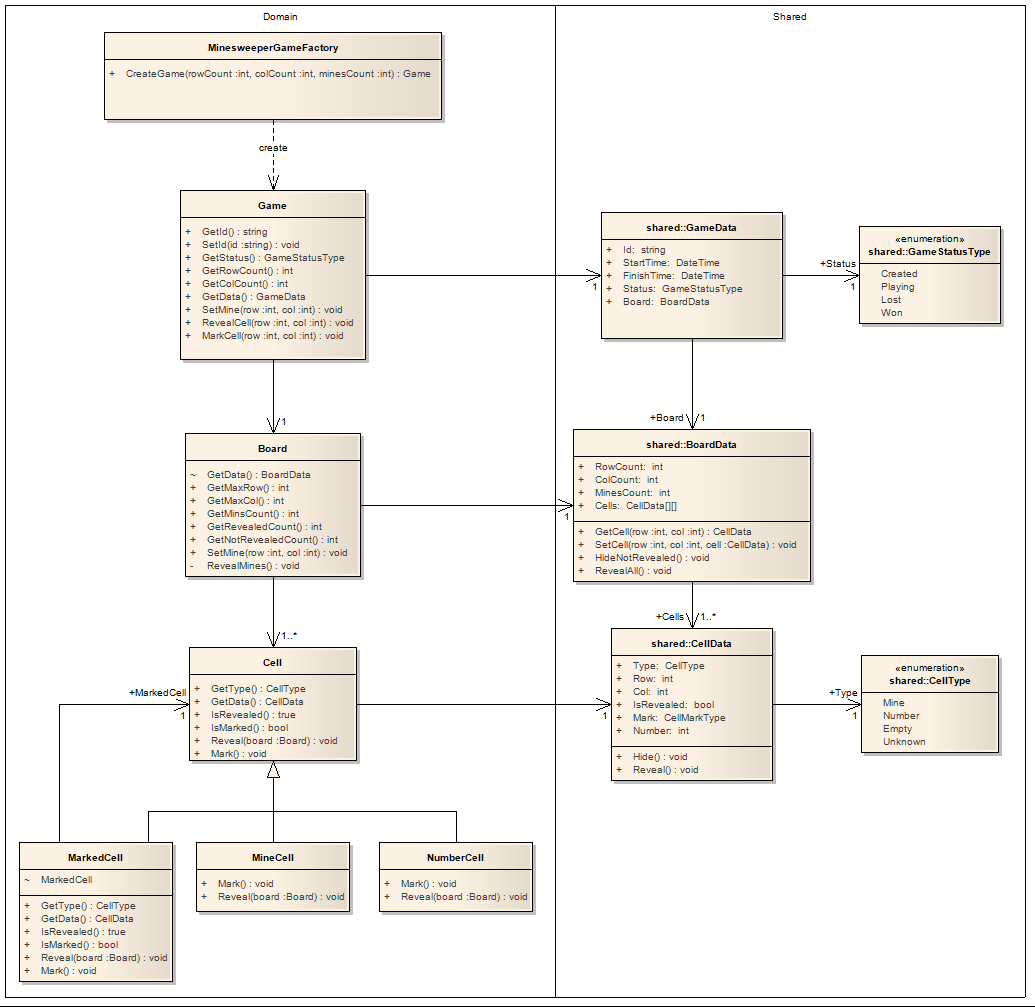 Domain
MinesweeperGameFactory
+ CreateGame(rowCount :int, colCount :int, minesCount :int) : Game
create
Game
+ GetId() : string
+ SetId(id :string) : void
+ GetStatus() : GameStatusType
+ GetRowCount() : int
+ GetColCount() : int
+ GetData() : GameData
+ SetMine(row :int, col :int) : void
+ RevealCell(row :int, col :int) : void
+ MarkCell(row :int, col :int) : void
1
Board
~ GetData() : BoardData
+ GetMaxRow() : int
+ GetMaxCol() : int
+ GetMinsCount() : int
+ GetRevealedCount() : int
+ GetNotRevealedCount() : int
+ SetMine(row :int, col :int) : void
- RevealMines() : void
1..*
Cell
+ GetType() : CellType
+ GetData() : CellData
+ IsRevealed() : true
+ IsMarked() : bool
+ Reveal(board :Board) : void
+ Mark() : void
+MarkedCell
1
MarkedCell
~ MarkedCell
+ GetType() : CellType
+ GetData() : CellData
+ IsRevealed() : true
+ IsMarked() : bool
+ Reveal(board :Board) : void
+ Mark() : void
MineCell
+ Mark() : void
+ Reveal(board :Board) : void
NumberCell
+ Mark() : void
+ Reveal(board :Board) : void
Shared
1
shared::GameData
+ Id: string
+ StartTime: DateTime
+ FinishTime: DateTime
+ Status: GameStatusType
+ Board: BoardData
+Status
1
«enumeration»
shared::GameStatusType
Created
Playing
Lost
Won
+Board 1
1
shared::BoardData
+ RowCount: int
+ ColCount: int
+ MinesCount: int
+ Cells: CellData[][]
+ GetCell(row :int, col :int) : CellData
+ SetCell(row :int, col :int, cell :CellData) : void
+ HideNotRevealed() : void
+ RevealAll() : void
+Cells 1..*
1
shared::CellData
+ Type: CellType
+ Row: int
+ Col: int
+ IsRevealed: bool
+ Mark: CellMarkType
+ Number: int
+ Hide() : void
+ Reveal() : void
+Type
1
«enumeration»
shared::CellType
Mine
Number
Empty
Unknown